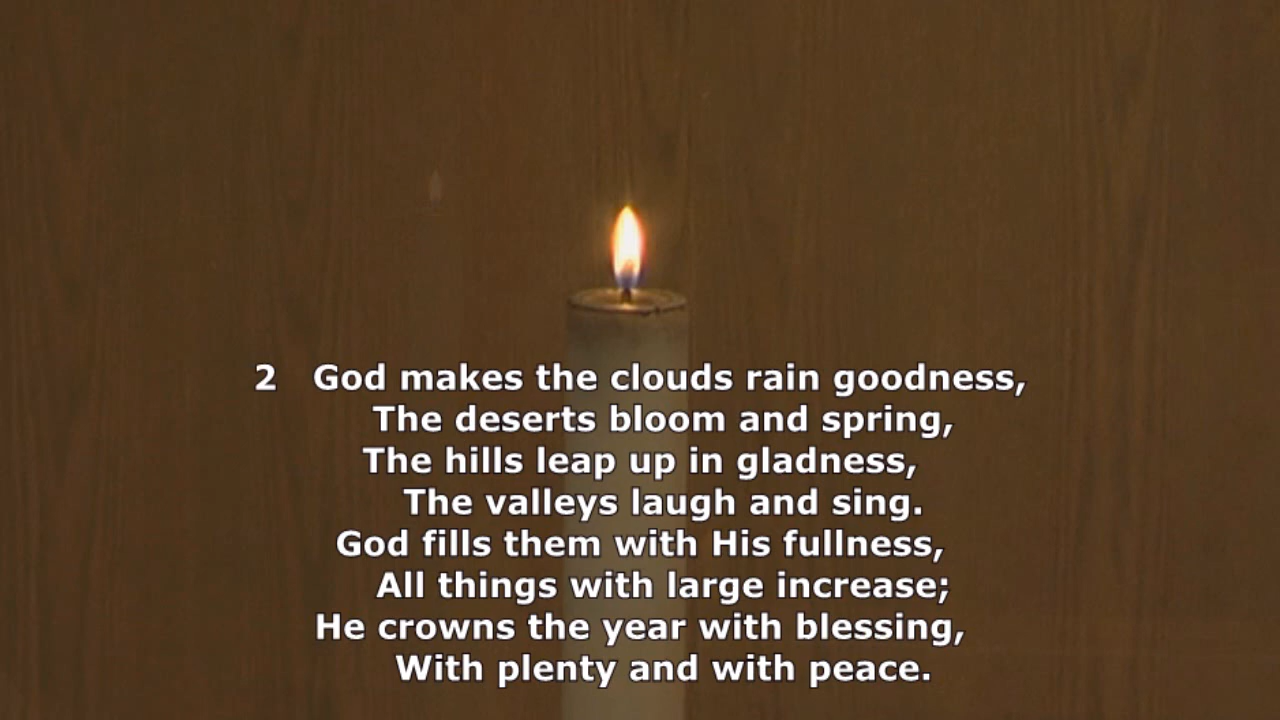 2 God makes the clouds rain goodness,
The deserts bloom and spring,
The hills leap up in gladness,
The valleys laugh and sing.
God fills them with His fullness,
All things with large increase;
He crowns the year with blessing,
With plenty and with peace.